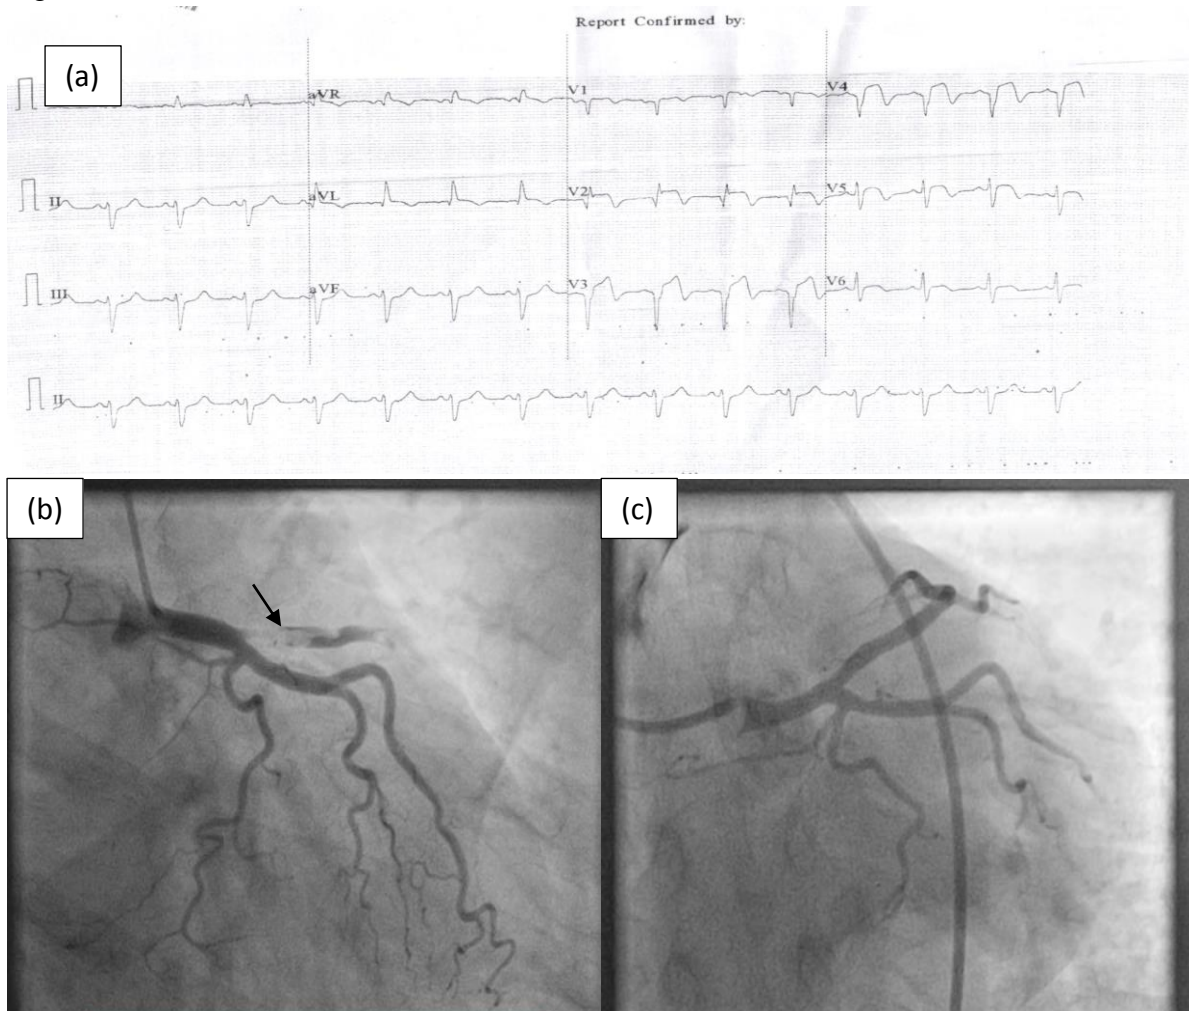 Report Confirmed by:
(a)
aVR
V1
V4
II
aVL
V2
V5
III
aVF
V3
V6
II
(b)
(c)